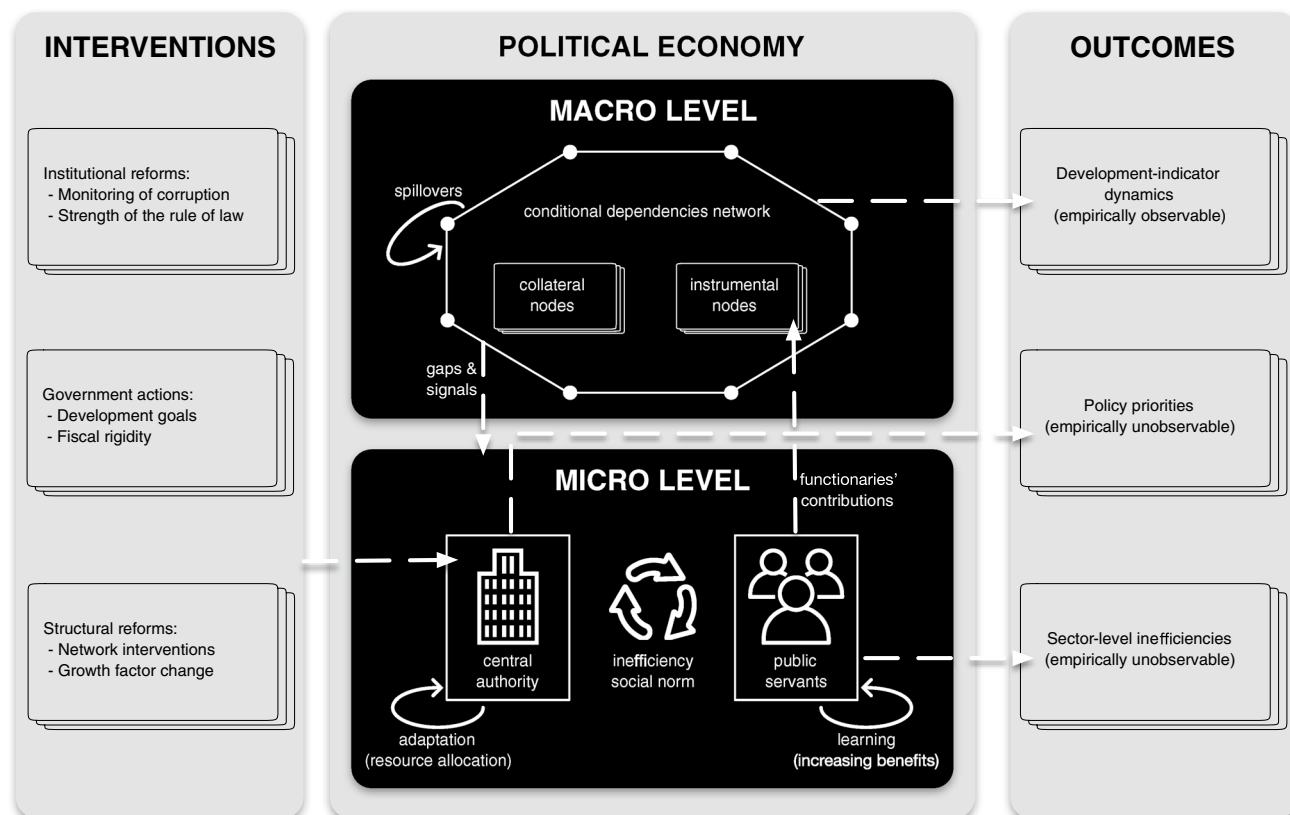 INTERVENTIONS
Institutional reforms:
- Monitoring of corruption
- Strength of the rule of law
Government actions:
- Development goals
- Fiscal rigidity
Structural reforms:
- Network interventions
- Growth factor change
POLITICAL ECONOMY
MACRO LEVEL
spillovers
conditional dependencies network
collateral
nodes
instrumental
nodes
gaps &
signals
MICRO LEVEL
functionaries'
contributions
central
authority
inefficiency
social norm
public
servants
adaptation
(resource allocation)
learning
(increasing benefits)
OUTCOMES
Development-indicator
dynamics
(empirically observable)
Policy priorities
(empirically unobservable)
Sector-level inefficiencies
(empirically unobservable)